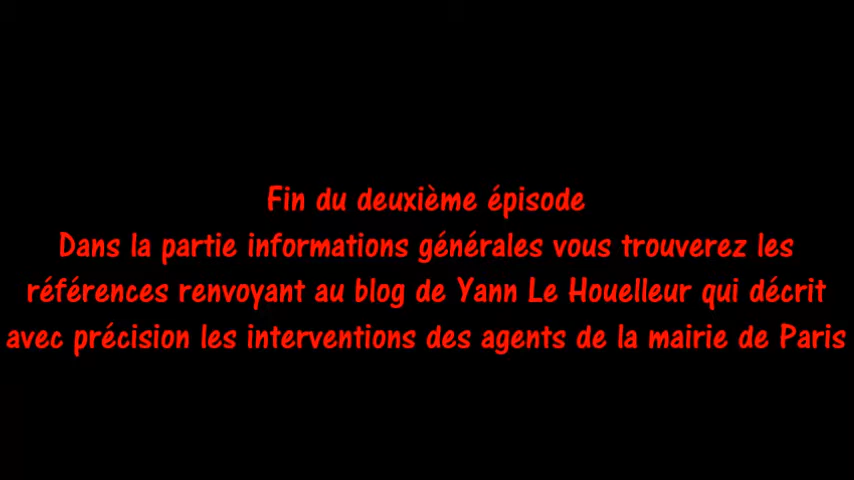 Fin du deuxième épisode
Dans la partie informations générales vous trouverez les
références renvoyant au blog de Yann Le Houelleur qui décrit
avec précision les interventions des agents de la mairie de Paris